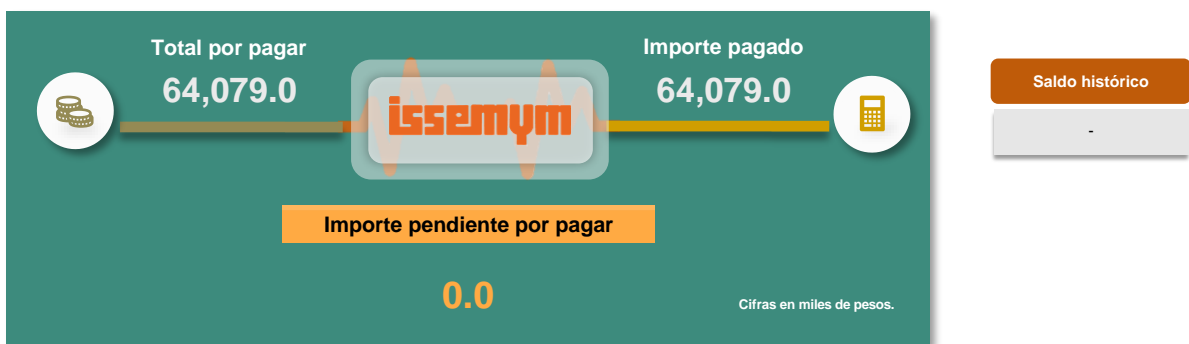 Total por pagar
64,079.0
issemym
Importe pagado
64,079.0
Importe pendiente por pagar
0.0
Cifras en miles de pesos.
Saldo histórico
-